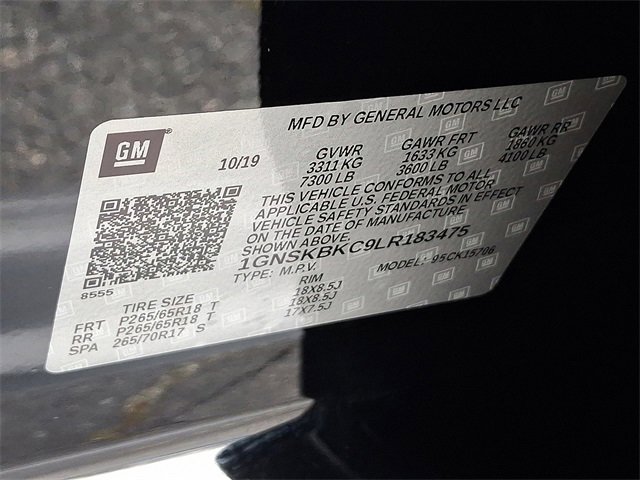 MFD BY GENERAL MOTORS LLC
GM
10/19
GVWR GAWR FRT GAWR RR
3311 KG 1633 KG 1860 KG
7300 LB 3600 LB 4100 LB
THIS VEHICLE CONFORMS TO ALL
APPLICABLE U.S. FEDERAL MOTOR
VEHICLE SAFETY STANDARDS IN EFFECT
ON THE DATE OF MANUFACTURE
SHOWN ABOVE.
1GNSKBKC9LR183475
TYPE: M.P.V. MODEL: 95CK15706
8555
TIRE SIZE RIM
FRT P265/65R18 T 18X8.5J
RR P265/65R18 T 18X8.5J
SPA 265/70R17 S 17X7.5J